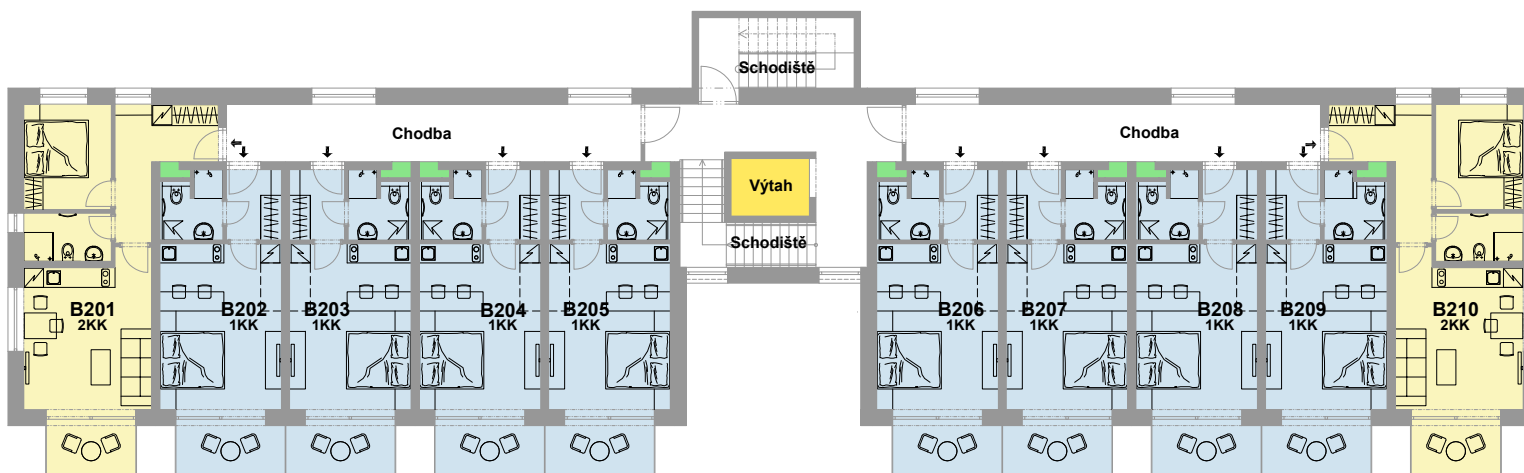 Schodiště
Chodba
Chodba
Výtah
Schodiště
B201
2KK
B202
1KK
B203
1KK
B204
1KK
B205
1KK
B206
1KK
B207
1KK
B208
1KK
B209
1KK
B210
2KK